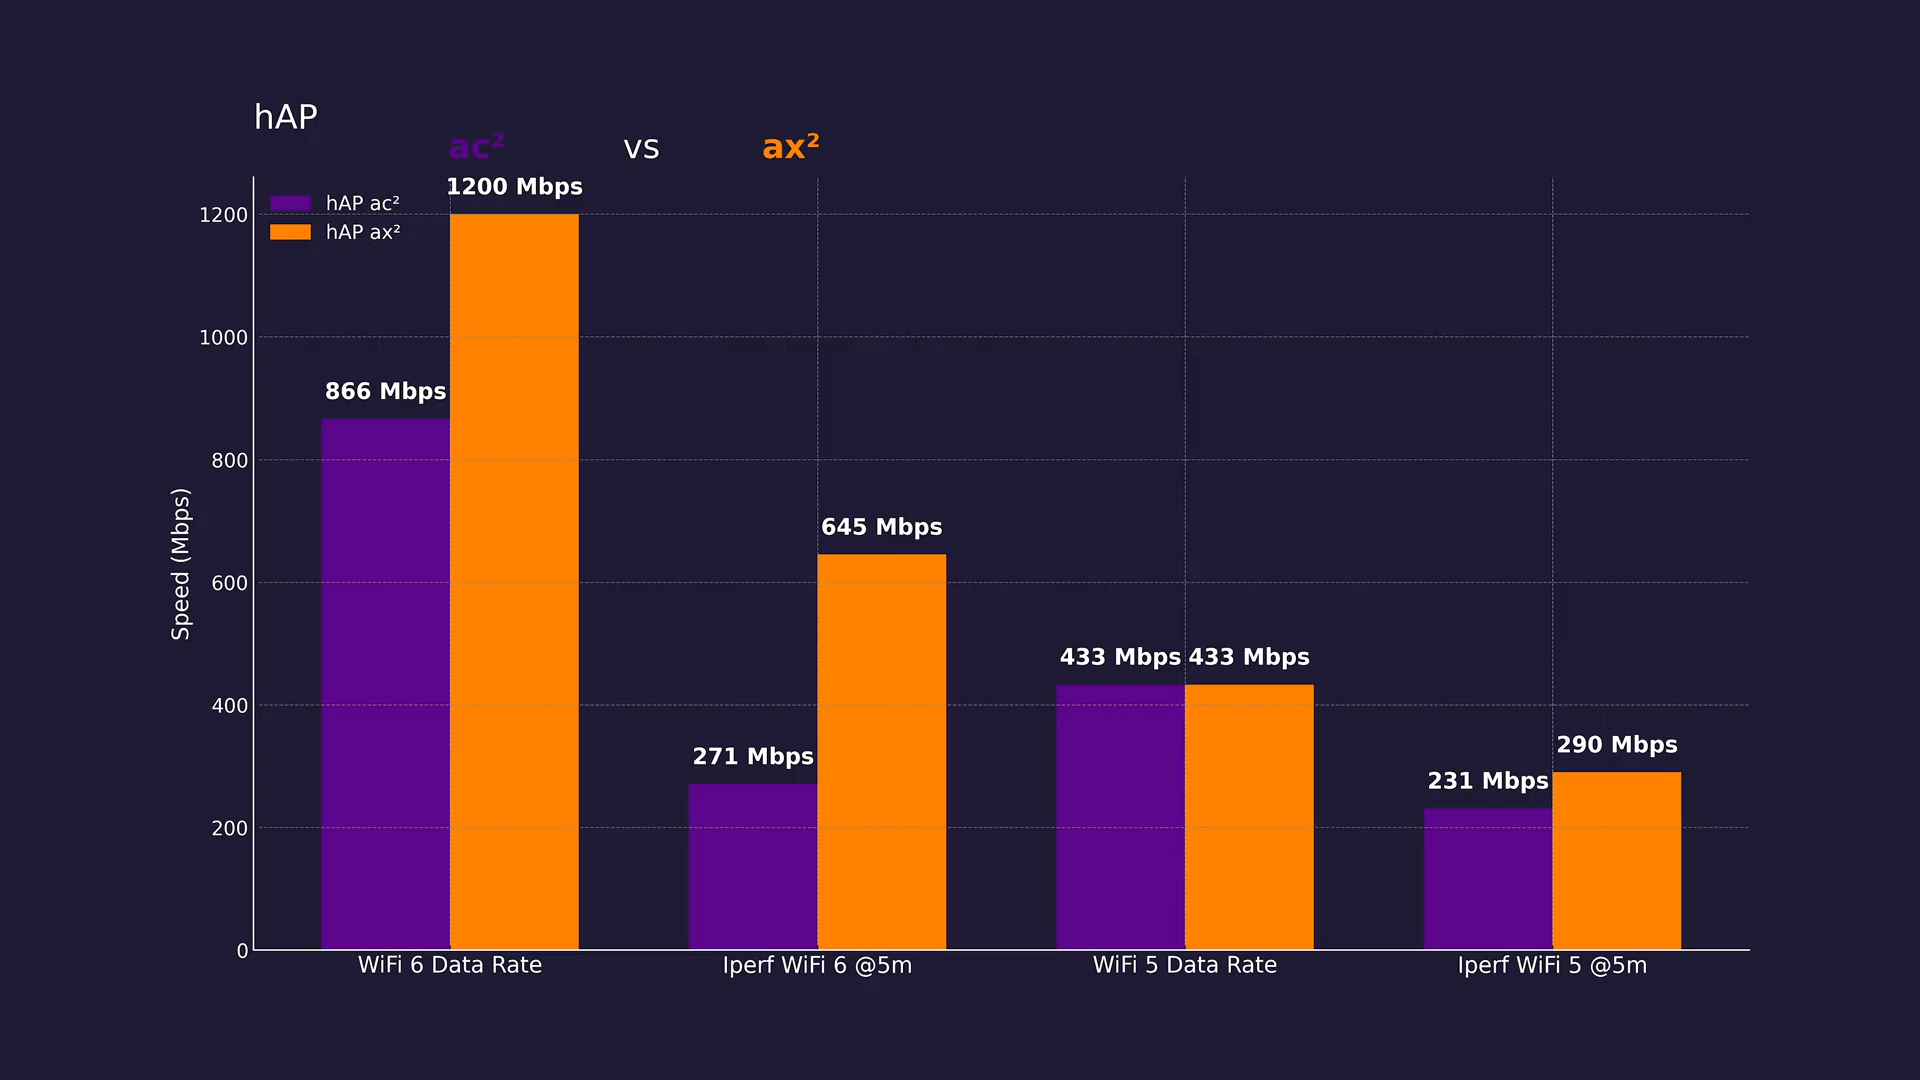 hAP
ac² vs ax²
hAP ac²
hAP ax²
Speed (Mbps)
1200
1000
800
600
400
200
0
866 Mbps
1200 Mbps
271 Mbps
645 Mbps
433 Mbps
433 Mbps
231 Mbps
290 Mbps
WiFi 6 Data Rate
Iperf WiFi 6 @5m
WiFi 5 Data Rate
Iperf WiFi 5 @5m